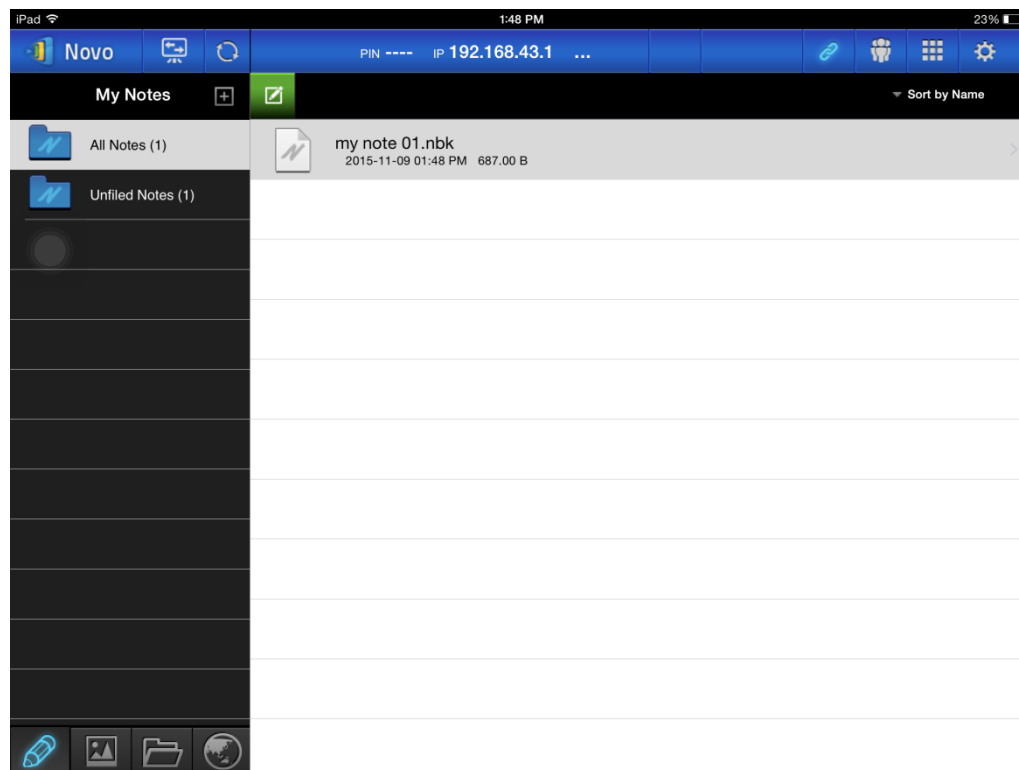 iPad 1:48 PM 23%
Novo PIN ---- IP 192.168.43.1 ...
My Notes Sort by Name
All Notes (1)
my note 01.nbk
2015-11-09 01:48 PM 687.00 B
Unfiled Notes (1)